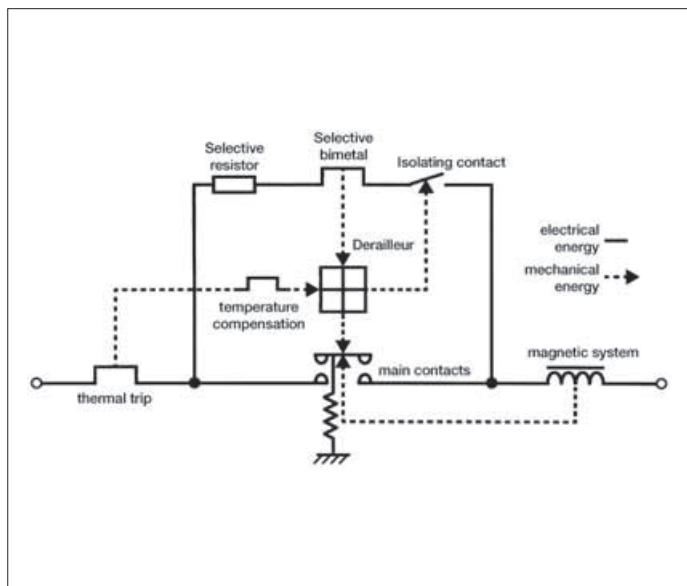 Selective
resistor
Selective
bimetal
Isolating contact
Derailleur
electrical
energy
mechanical
energy
temperature
compensation
magnetic system
main contacts
thermal trip